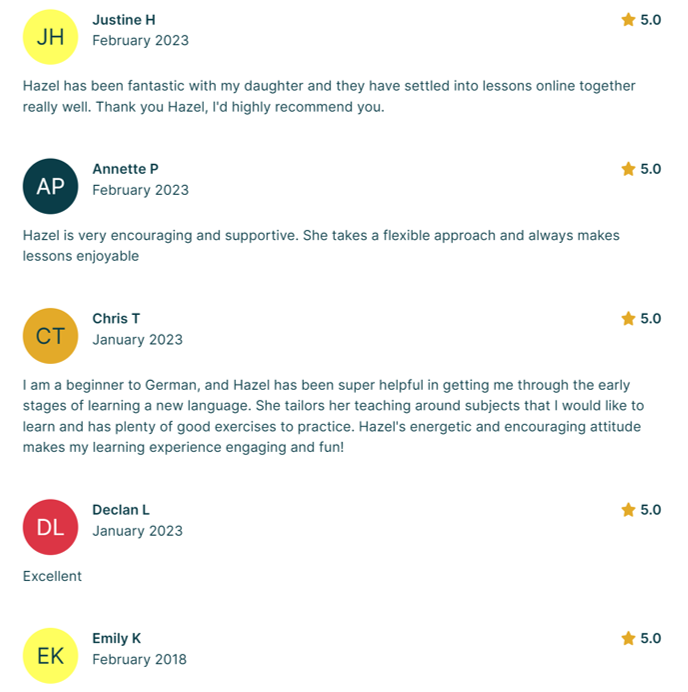 JH
Justine H
5.0
February 2023
Hazel has been fantastic with my daughter and they have settled into lessons online together
really well. Thank you Hazel, I'd highly recommend you.
AP
Annette P
5.0
February 2023
Hazel is very encouraging and supportive. She takes a flexible approach and always makes
lessons enjoyable
CT
Chris T
5.0
January 2023
I am a beginner to German, and Hazel has been super helpful in getting me through the early
stages of learning a new language. She tailors her teaching around subjects that I would like to
learn and has plenty of good exercises to practice. Hazel's energetic and encouraging attitude
makes my learning experience engaging and fun!
DL
Declan L
5.0
January 2023
Excellent
EK
Emily K
5.0
February 2018